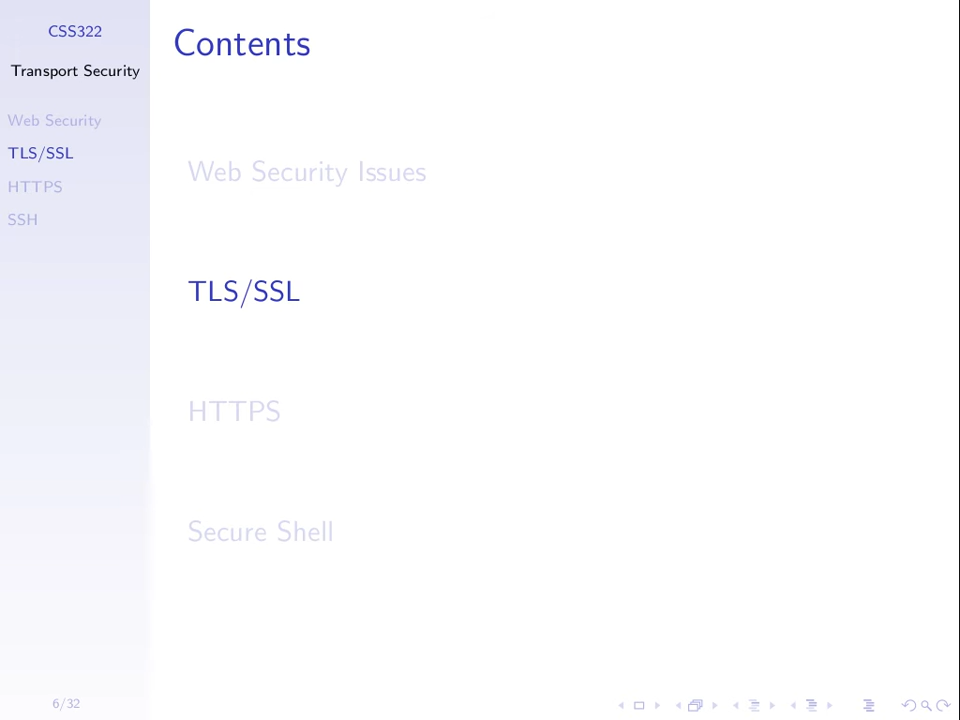 CSS322
Transport Security
Web Security
TLS/SSL
HTTPS
SSH
Contents
Web Security Issues
TLS/SSL
HTTPS
Secure Shell
6/32